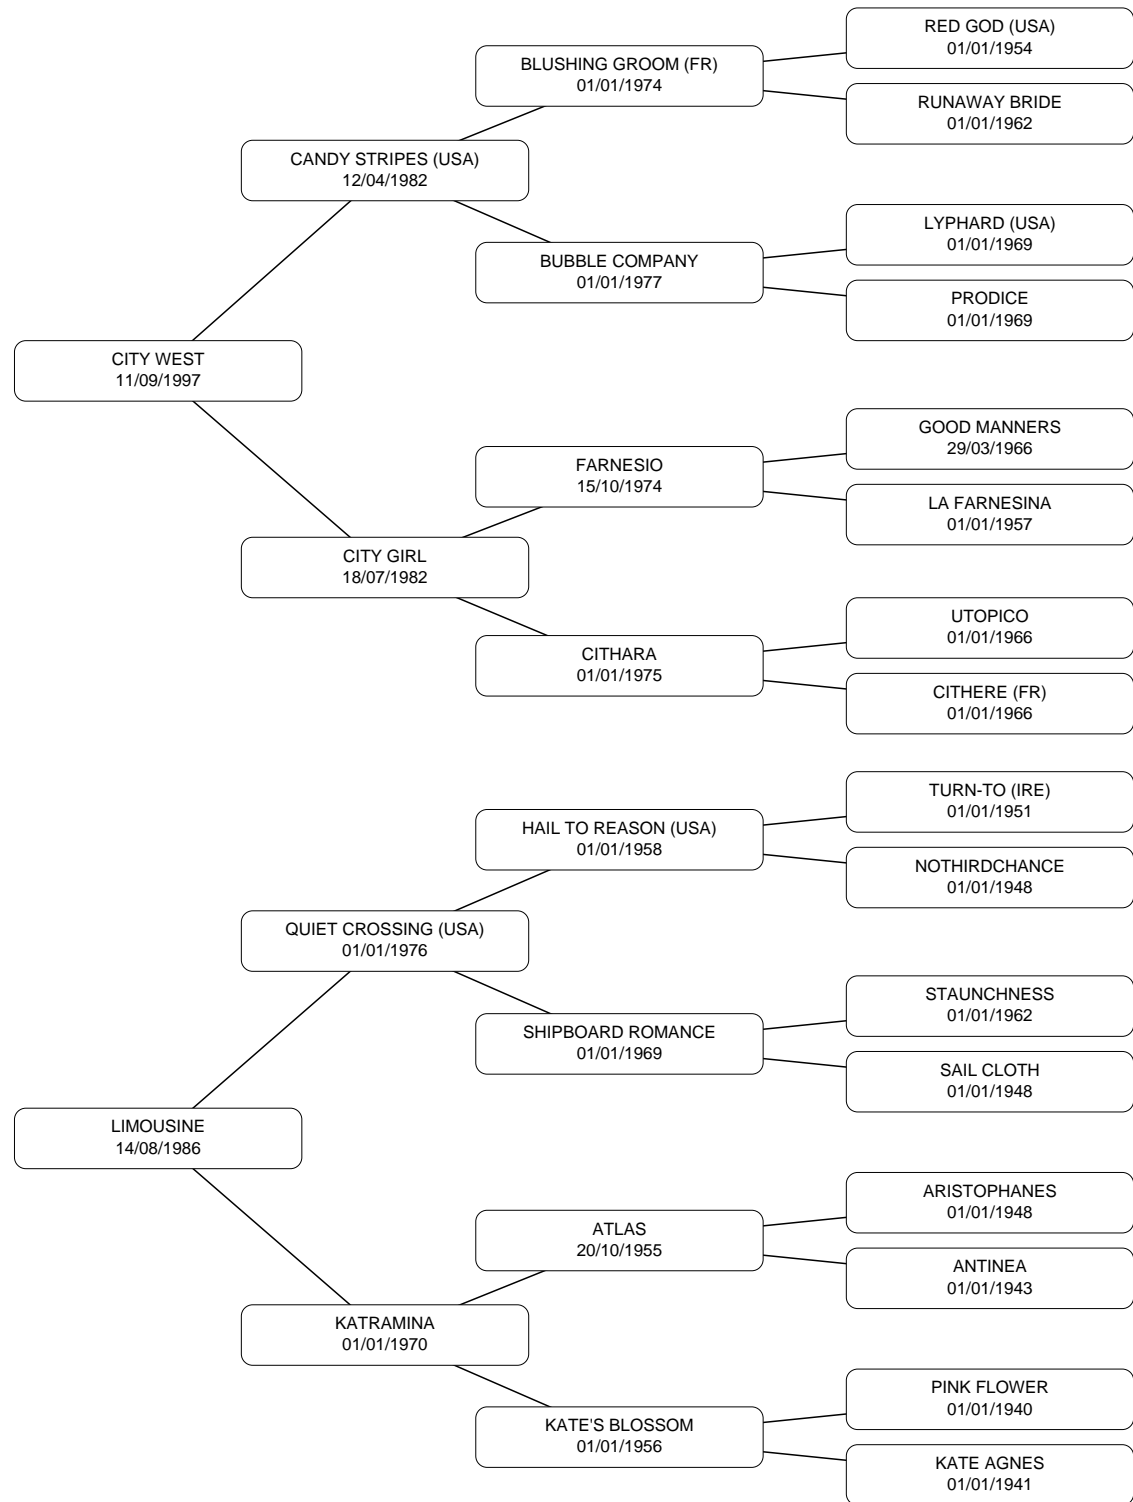 RED GOD (USA)
01/01/1954
BLUSHING GROOM (FR)
01/01/1974
RUNAWAY BRIDE
01/01/1962
CANDY STRIPES (USA)
12/04/1982
LYPHARD (USA)
01/01/1969
BUBBLE COMPANY
01/01/1977
PRODICE
01/01/1969
CITY WEST
11/09/1997
GOOD MANNERS
29/03/1966
FARNESIO
15/10/1974
LA FARNESINA
01/01/1957
CITY GIRL
18/07/1982
UTOPICO
01/01/1966
CITHARA
01/01/1975
CITHERE (FR)
01/01/1966
TURN-TO (IRE)
01/01/1951
HAIL TO REASON (USA)
01/01/1958
NOTHIRDCHANCE
01/01/1948
QUIET CROSSING (USA)
01/01/1976
STAUNCHNESS
01/01/1962
SHIPBOARD ROMANCE
01/01/1969
SAIL CLOTH
01/01/1948
LIMOUSINE
14/08/1986
ARISTOPHANES
01/01/1948
ATLAS
20/10/1955
ANTINEA
01/01/1943
KATRAMINA
01/01/1970
PINK FLOWER
01/01/1940
KATE'S BLOSSOM
01/01/1956
KATE AGNES
01/01/1941